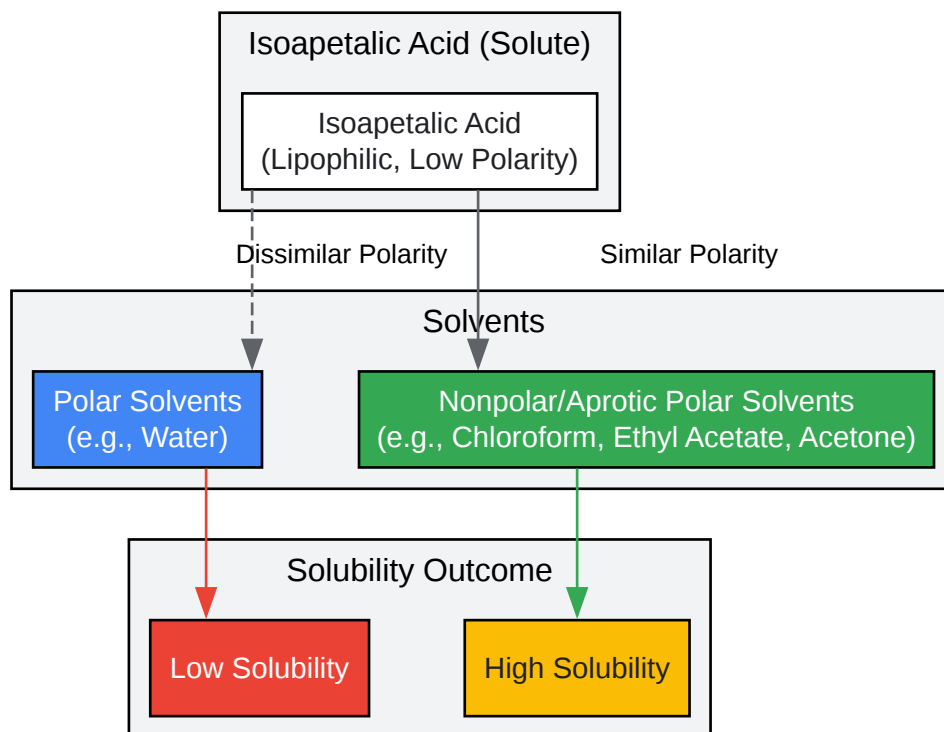 Isoapetalic Acid (Solute)
Isoapetalic Acid
(Lipophilic, Low Polarity)
Dissimilar Polarity
Similar Polarity
Solvents
Polar Solvents
(e.g., Water)
Nonpolar/Aprotic Polar Solvents
(e.g., Chloroform, Ethyl Acetate, Acetone)
Solubility Outcome
Low Solubility
High Solubility